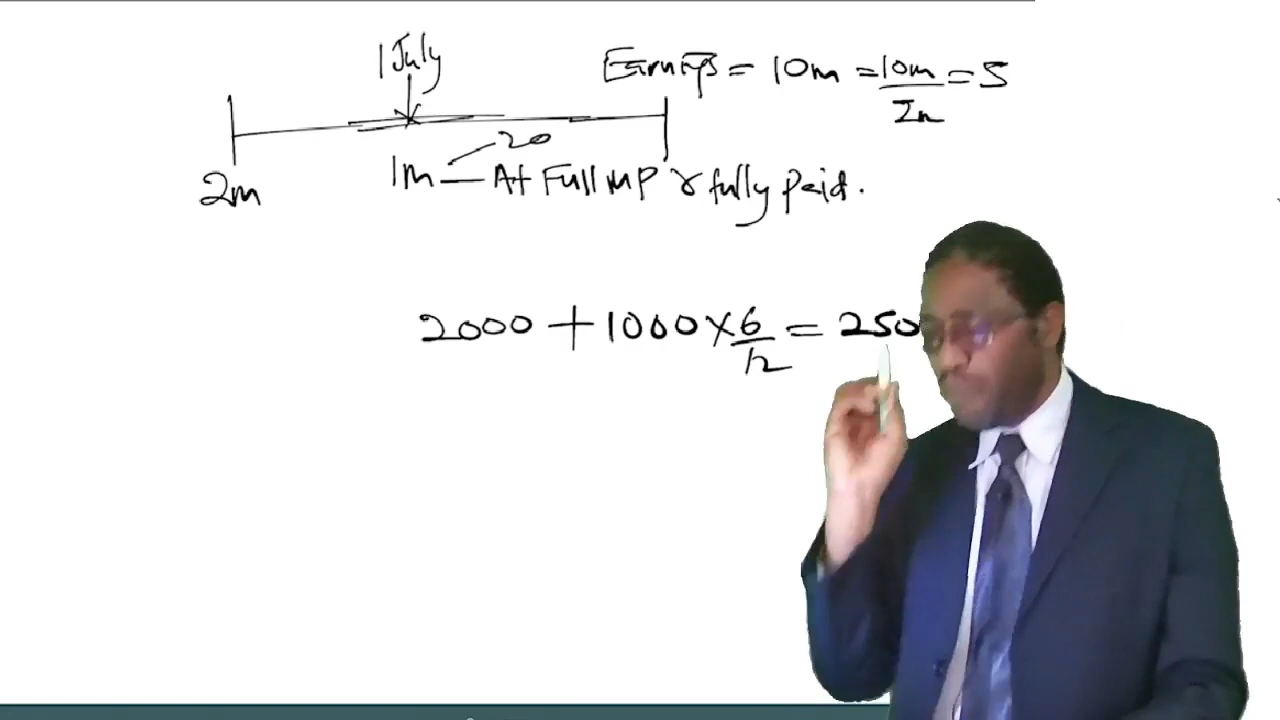 1 July
Earnings = 10m = 10m/2m = 5
20
2m
1m — At Full MP & fully paid.
2000 + 1000 × 6/12 = 250